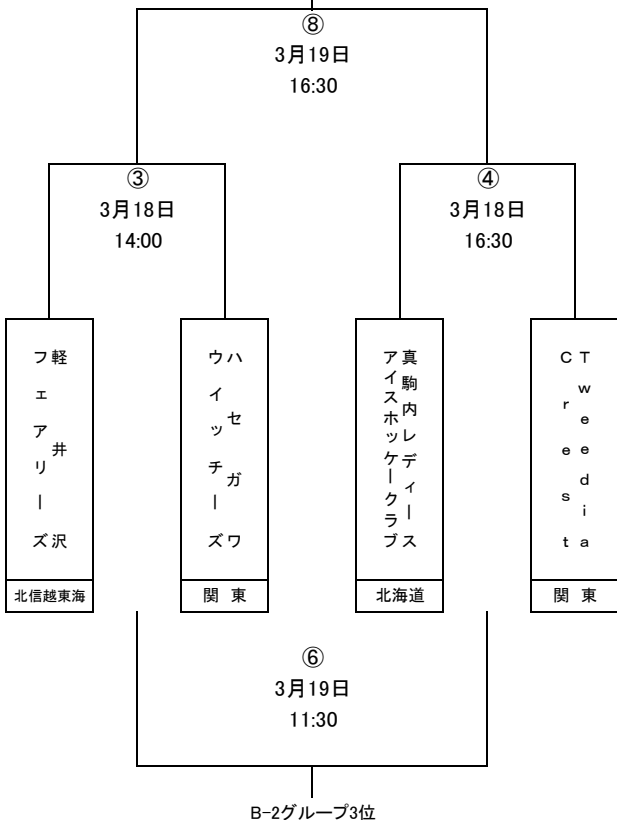 ⑧
3月19日
16:30
③
3月18日
14:00
④
3月18日
16:30
軽井沢
フェアリーズ
ハセガワ
ウイッチーズ
真駒内レディース
アイスホッケークラブ
Tweedia
Crest
北信越東海
関東
北海道
関東
⑥
3月19日
11:30
B-2グループ3位